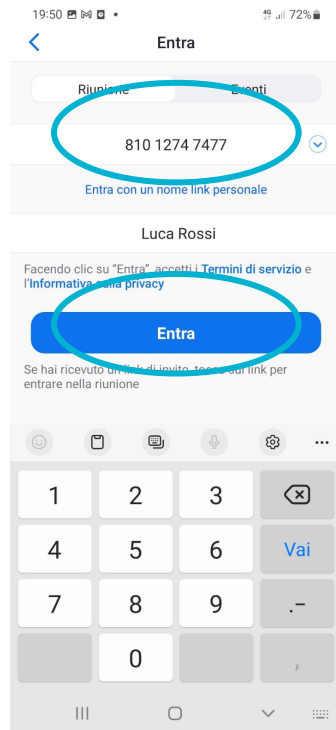 19:50 4G 72%
Entra
Riunione Eventi
810 1274 7477
Entra con un nome link personale
Luca Rossi
Facendo clic su "Entra", accetti i Termini di servizio e
l'Informativa sulla privacy
Entra
Se hai ricevuto un link di invito, tocca sul link per
entrare nella riunione
1 2 3
4 5 6 Vai
7 8 9 .-
0 ,